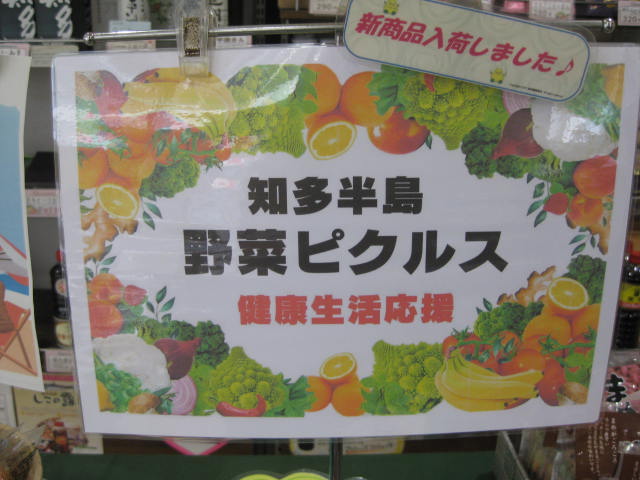 新商品入荷しました♪
知多半島
野菜ピクルス
健康生活応援